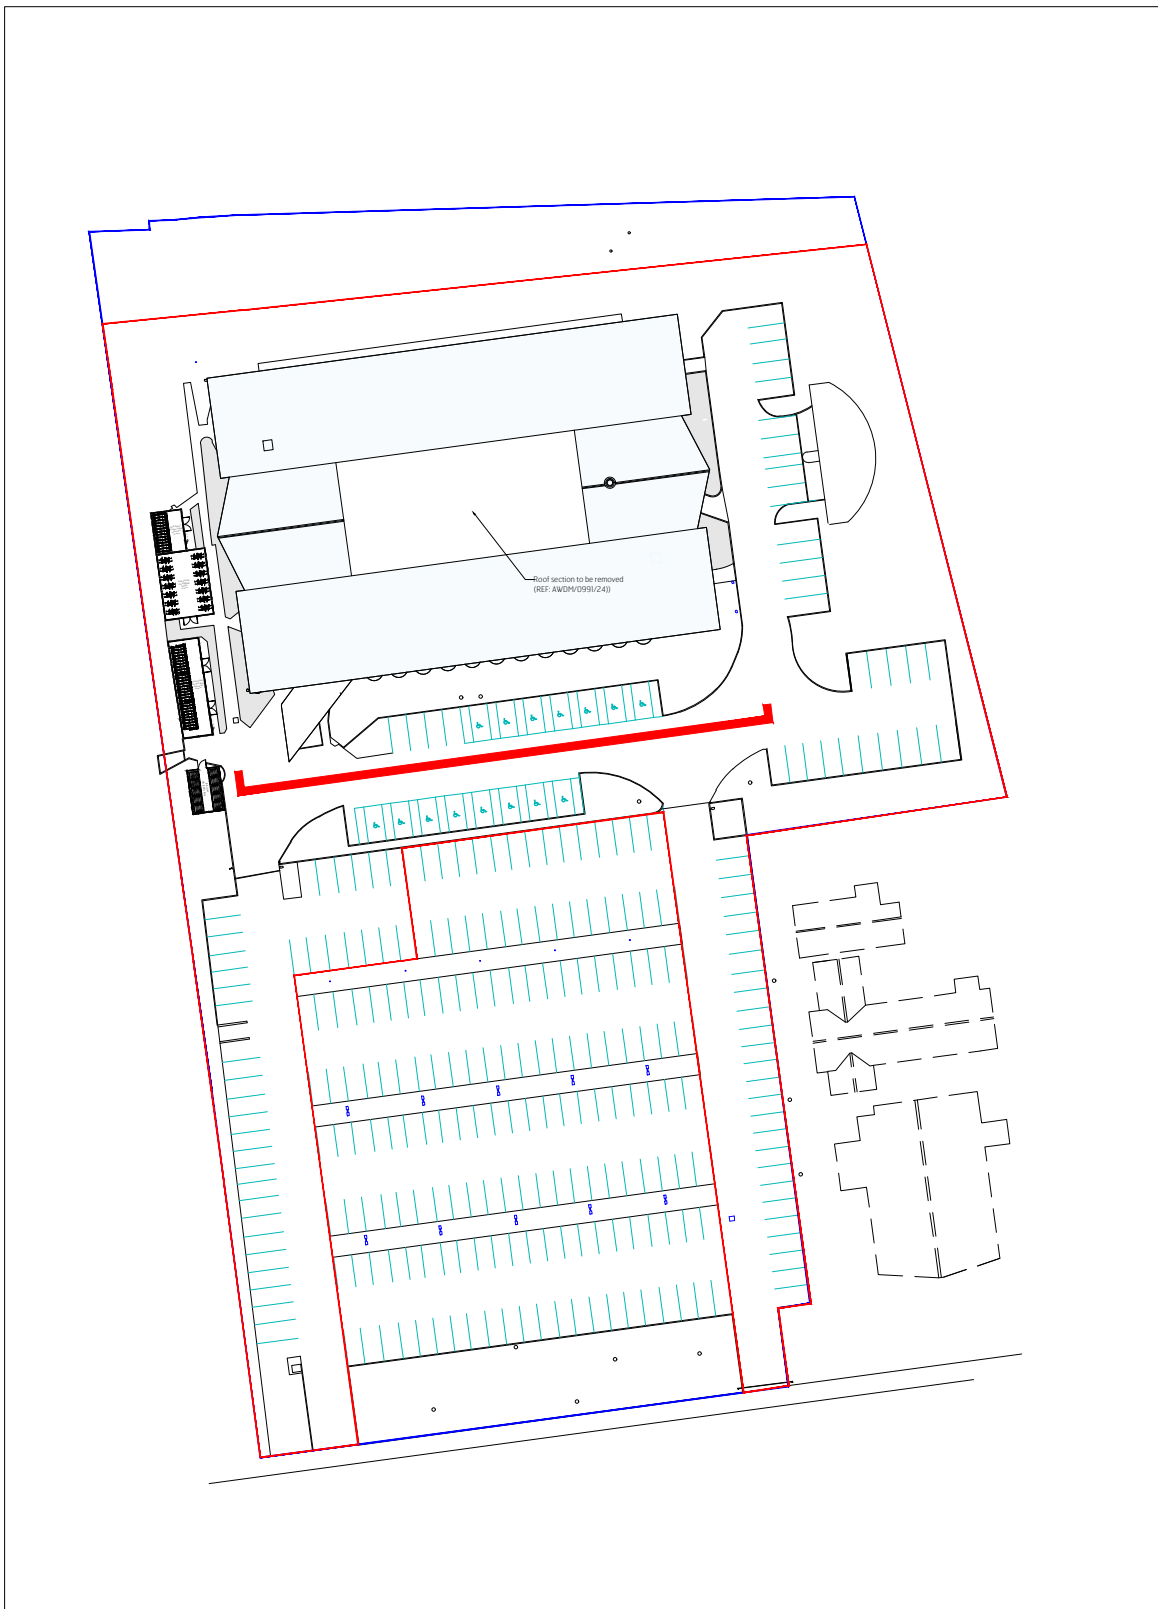 Roof section to be removed
(REF: AWDM/0991/24))